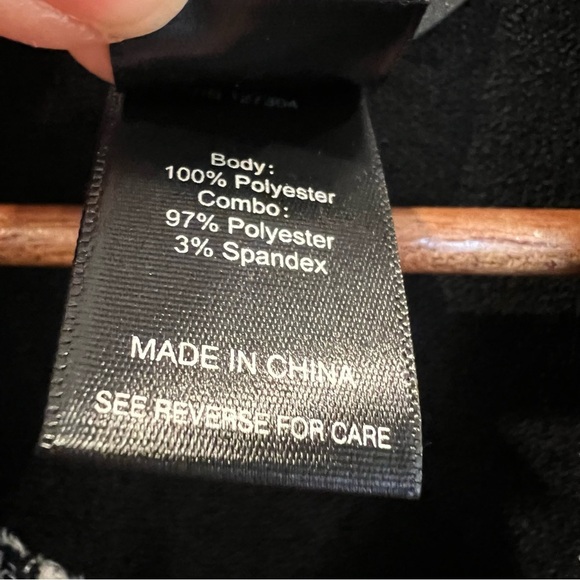 Body:
100% Polyester
Combo:
97% Polyester
3% Spandex
MADE IN CHINA
SEE REVERSE FOR CARE